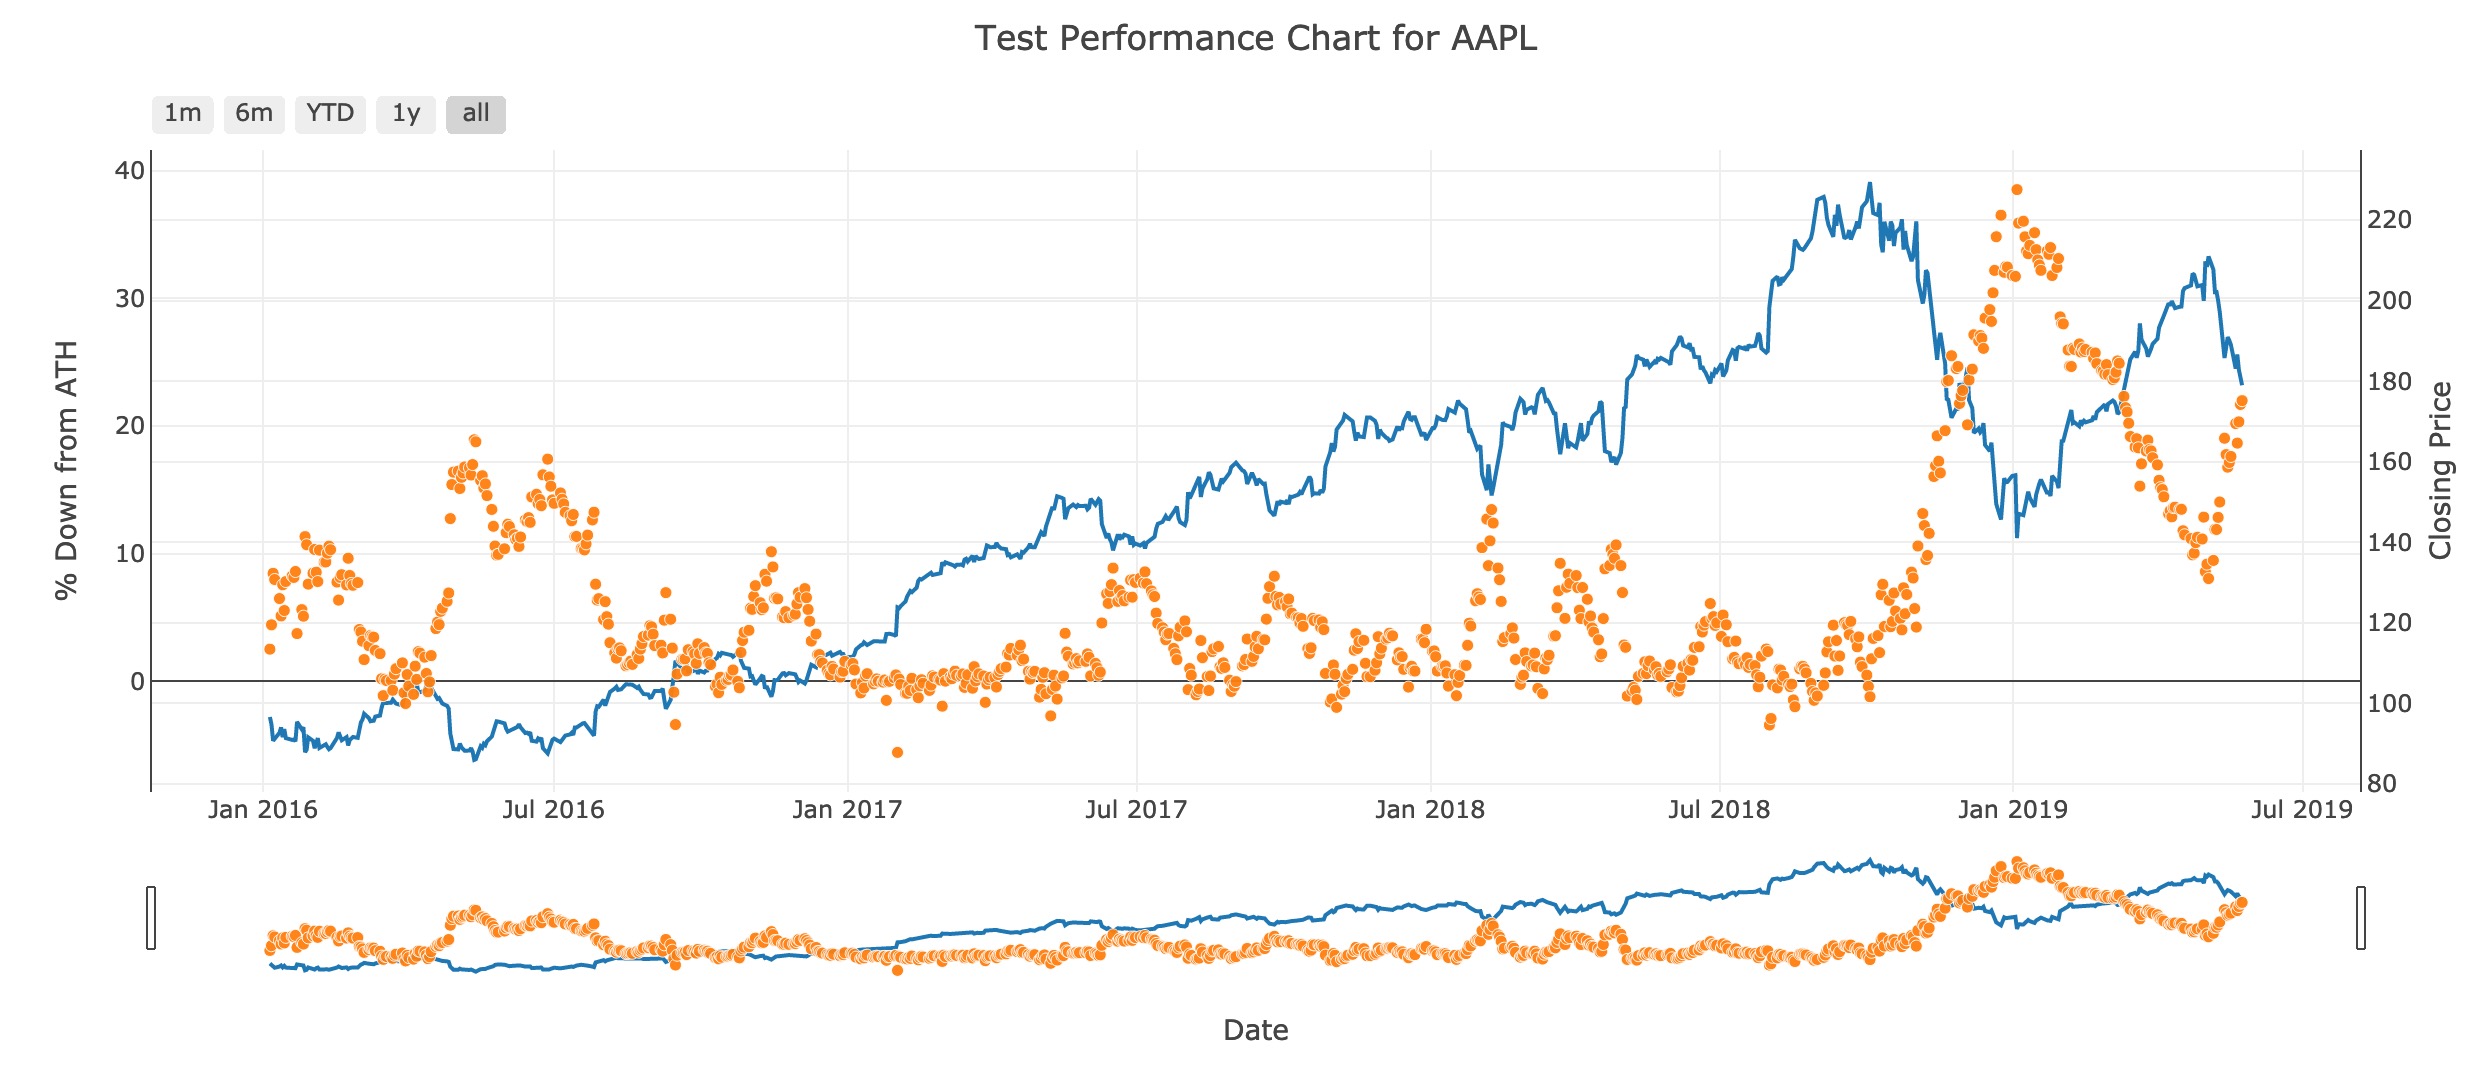 Test Performance Chart for AAPL
1m 6m YTD 1y all
% Down from ATH
40
30
20
10
0
220
200
180
160
140
120
100
80
Closing Price
Jan 2016 Jul 2016 Jan 2017 Jul 2017 Jan 2018 Jul 2018 Jan 2019 Jul 2019
Date